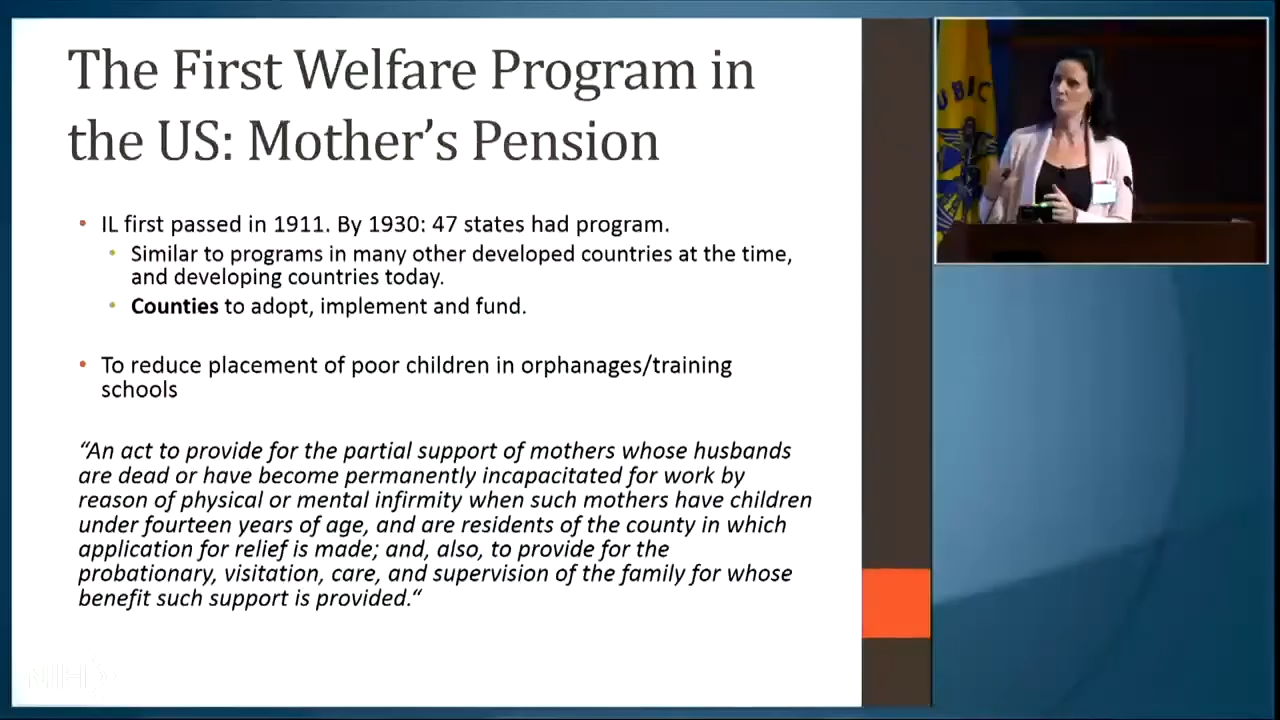 The First Welfare Program in
the US: Mother’s Pension
• IL first passed in 1911. By 1930: 47 states had program.
• Similar to programs in many other developed countries at the time,
and developing countries today.
• Counties to adopt, implement and fund.
• To reduce placement of poor children in orphanages/training
schools
“An act to provide for the partial support of mothers whose husbands
are dead or have become permanently incapacitated for work by
reason of physical or mental infirmity when such mothers have children
under fourteen years of age, and are residents of the county in which
application for relief is made; and, also, to provide for the
probationary, visitation, care, and supervision of the family for whose
benefit such support is provided.“
NIH
UBLIC